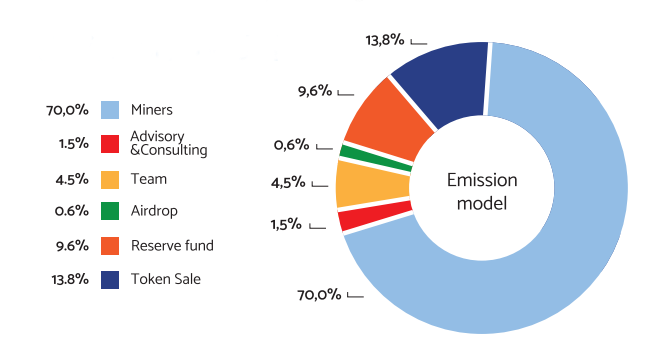 70,0% Miners
1.5% Advisory
&Consulting
4.5% Team
0.6% Airdrop
9.6% Reserve fund
13.8% Token Sale
13,8%
9,6%
0,6%
4,5%
1,5%
70,0%
Emission
model